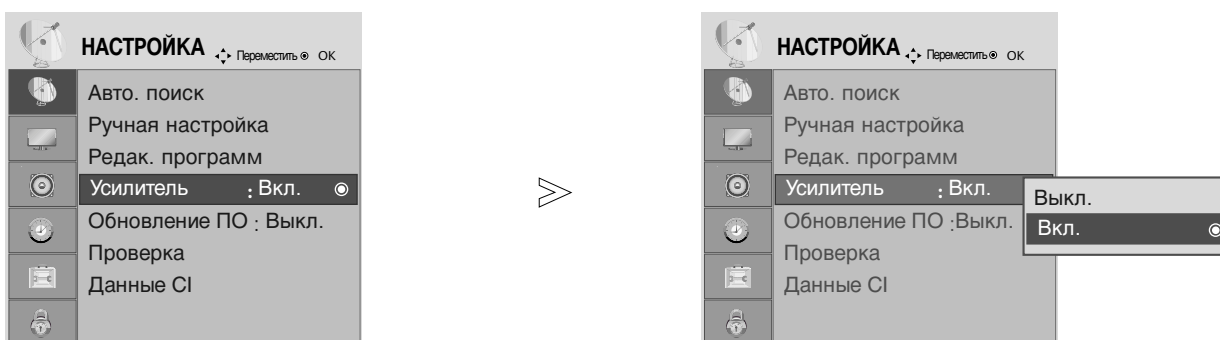 НАСТРОЙКА Переместить OK
Авто. поиск
Ручная настройка
Редак. программ
Усилитель : Вкл.
Обновление ПО : Выкл.
Проверка
Данные CI
НАСТРОЙКА Переместить OK
Авто. поиск
Ручная настройка
Редак. программ
Усилитель : Вкл.
Обновление ПО :Выкл.
Проверка
Данные CI
Выкл.
Вкл.